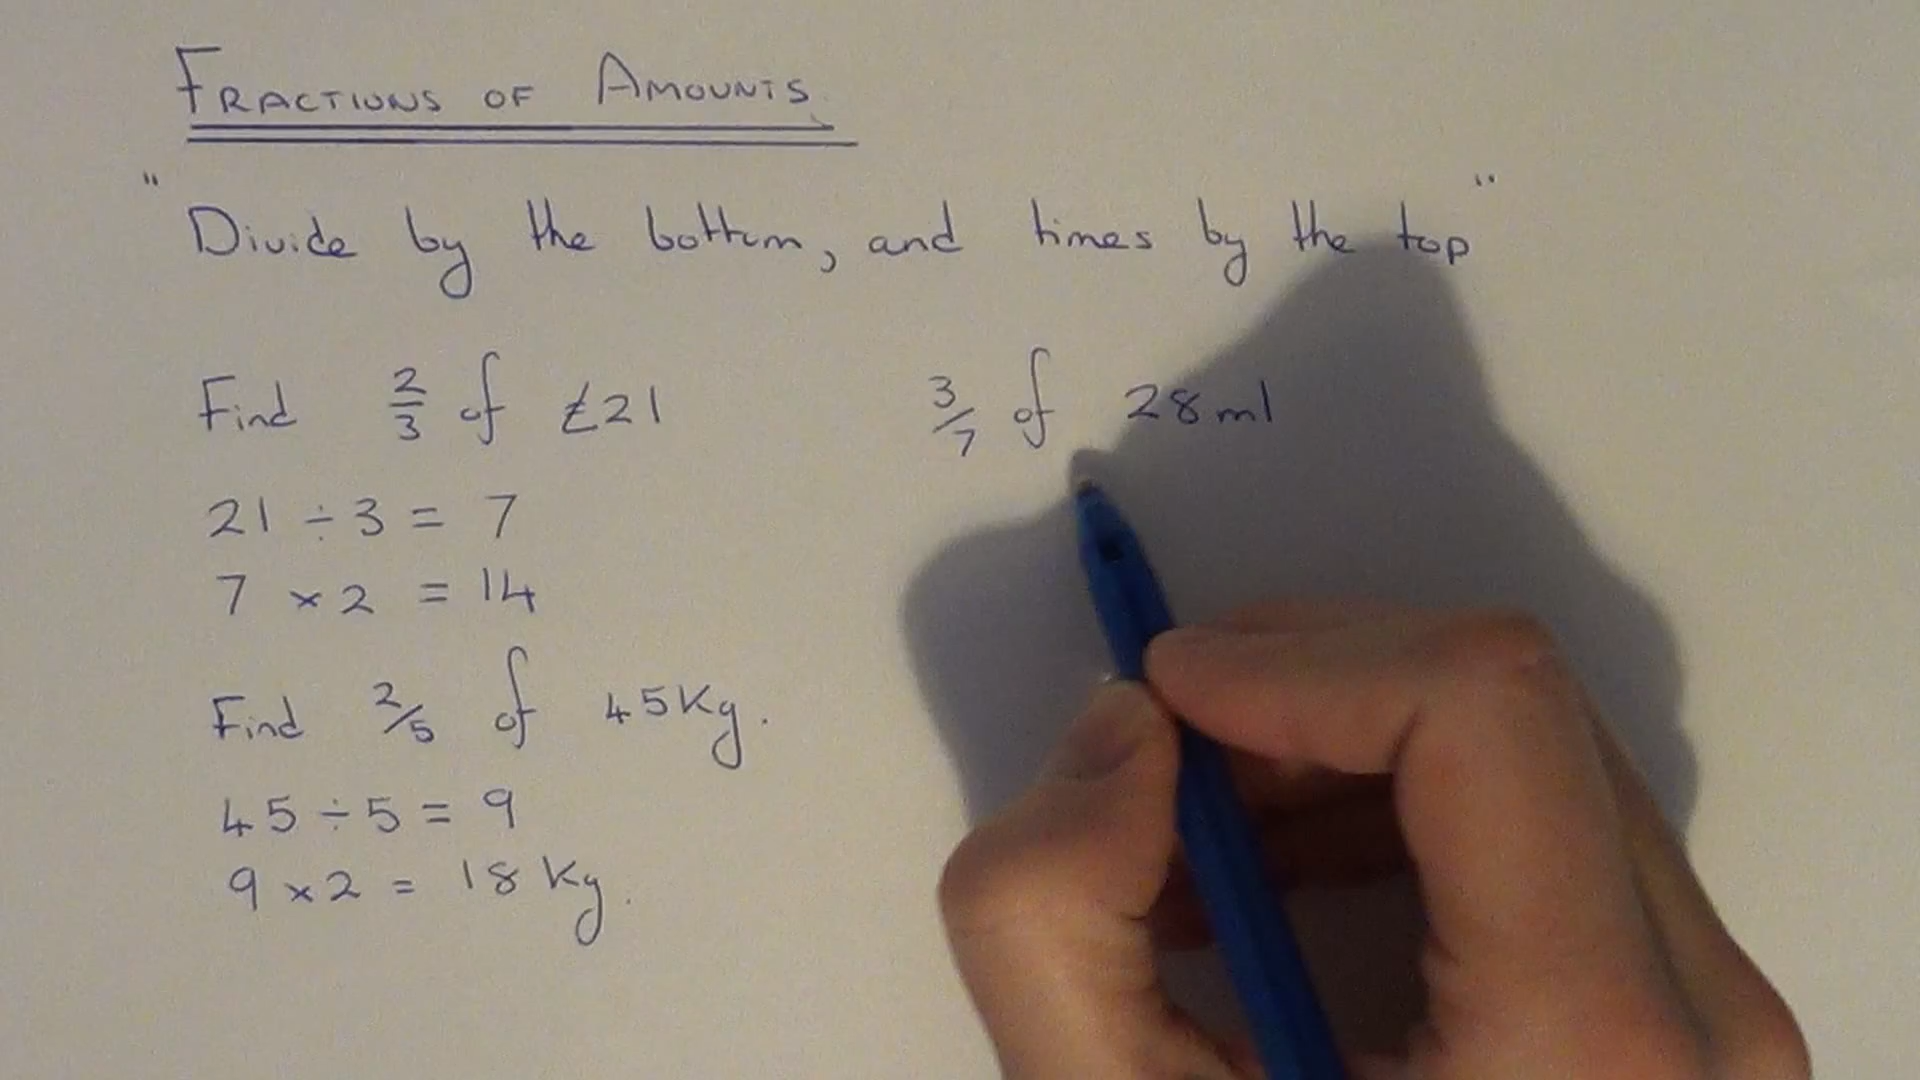 FRACTIONS OF AMOUNTS
"Divide by the bottom, and times by the top"
Find 2/3 of £21
21 ÷ 3 = 7
7 × 2 = 14
Find 2/5 of 45Kg.
45 ÷ 5 = 9
9 × 2 = 18 Kg.
3/7 of 28ml